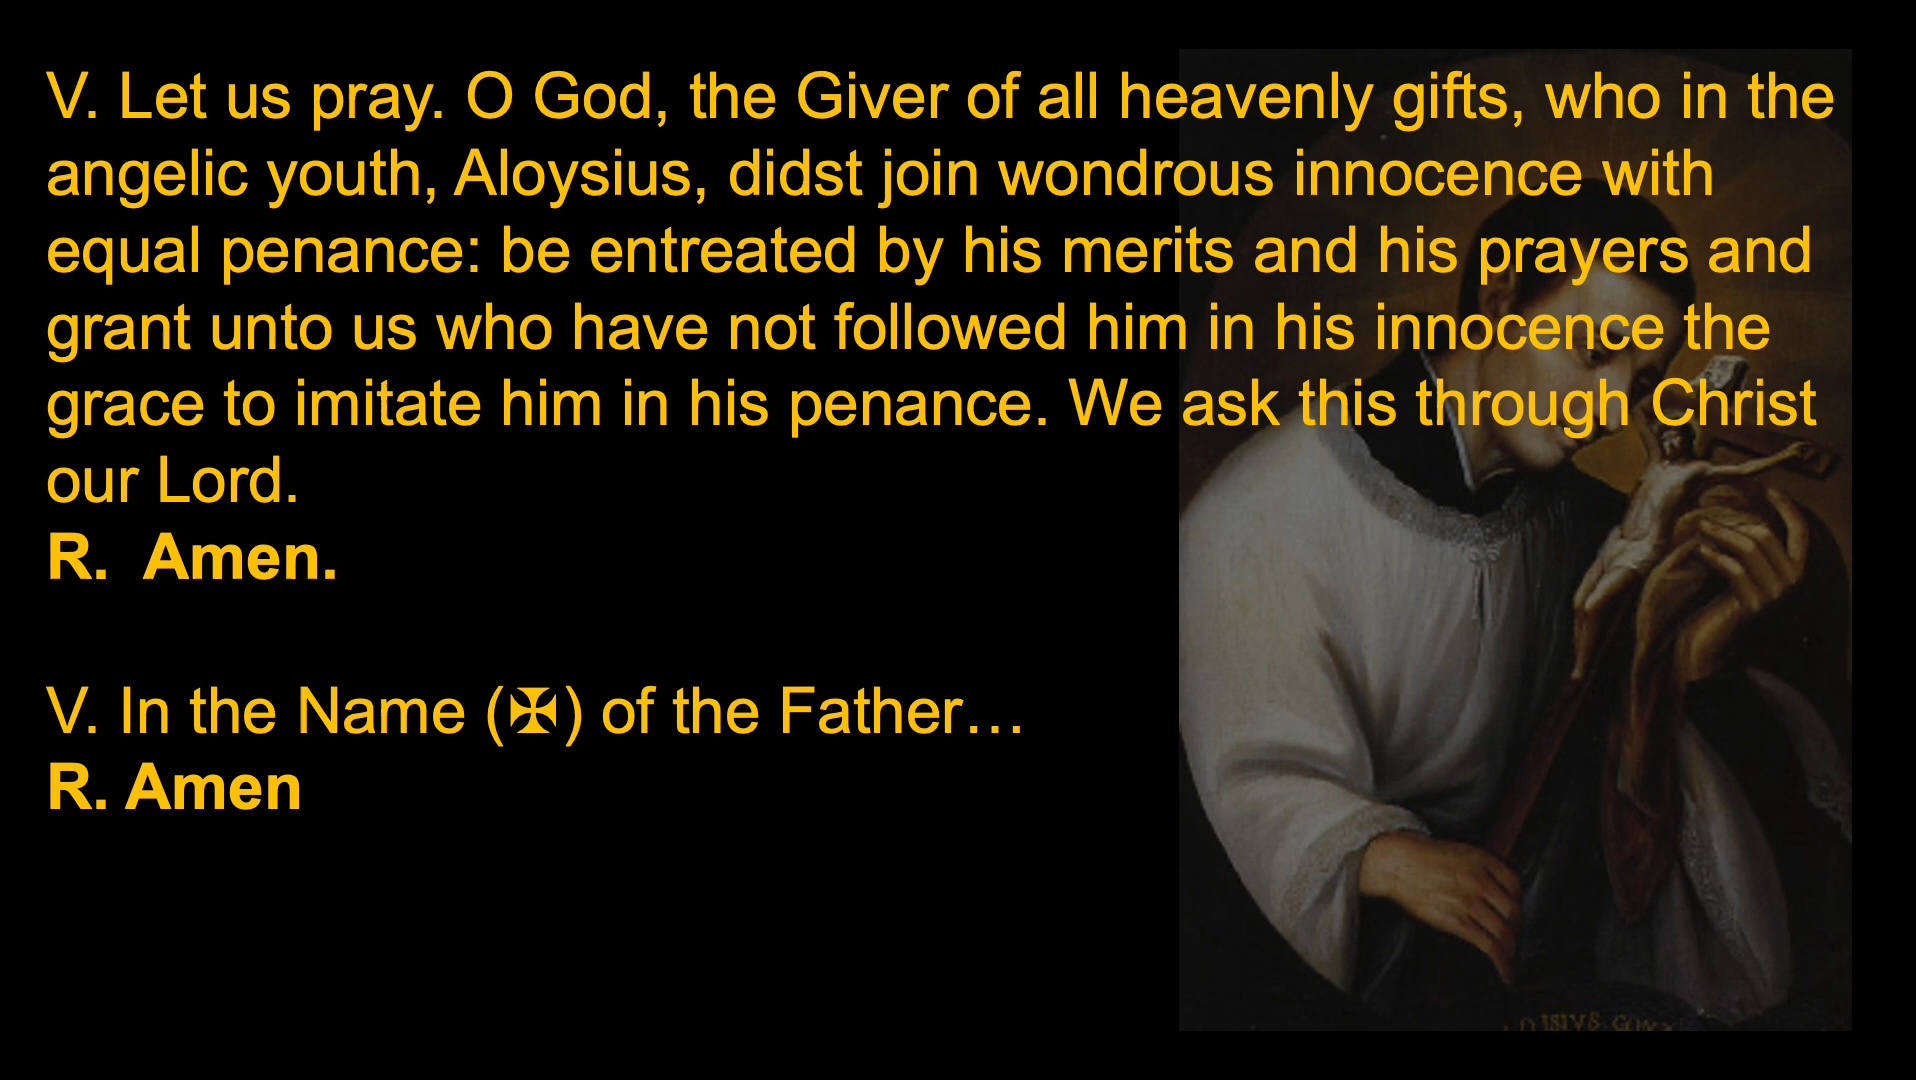 V. Let us pray. O God, the Giver of all heavenly gifts, who in the
angelic youth, Aloysius, didst join wondrous innocence with
equal penance: be entreated by his merits and his prayers and
grant unto us who have not followed him in his innocence the
grace to imitate him in his penance. We ask this through Christ
our Lord.
R.  Amen.
V. In the Name (✠) of the Father…
R. Amen